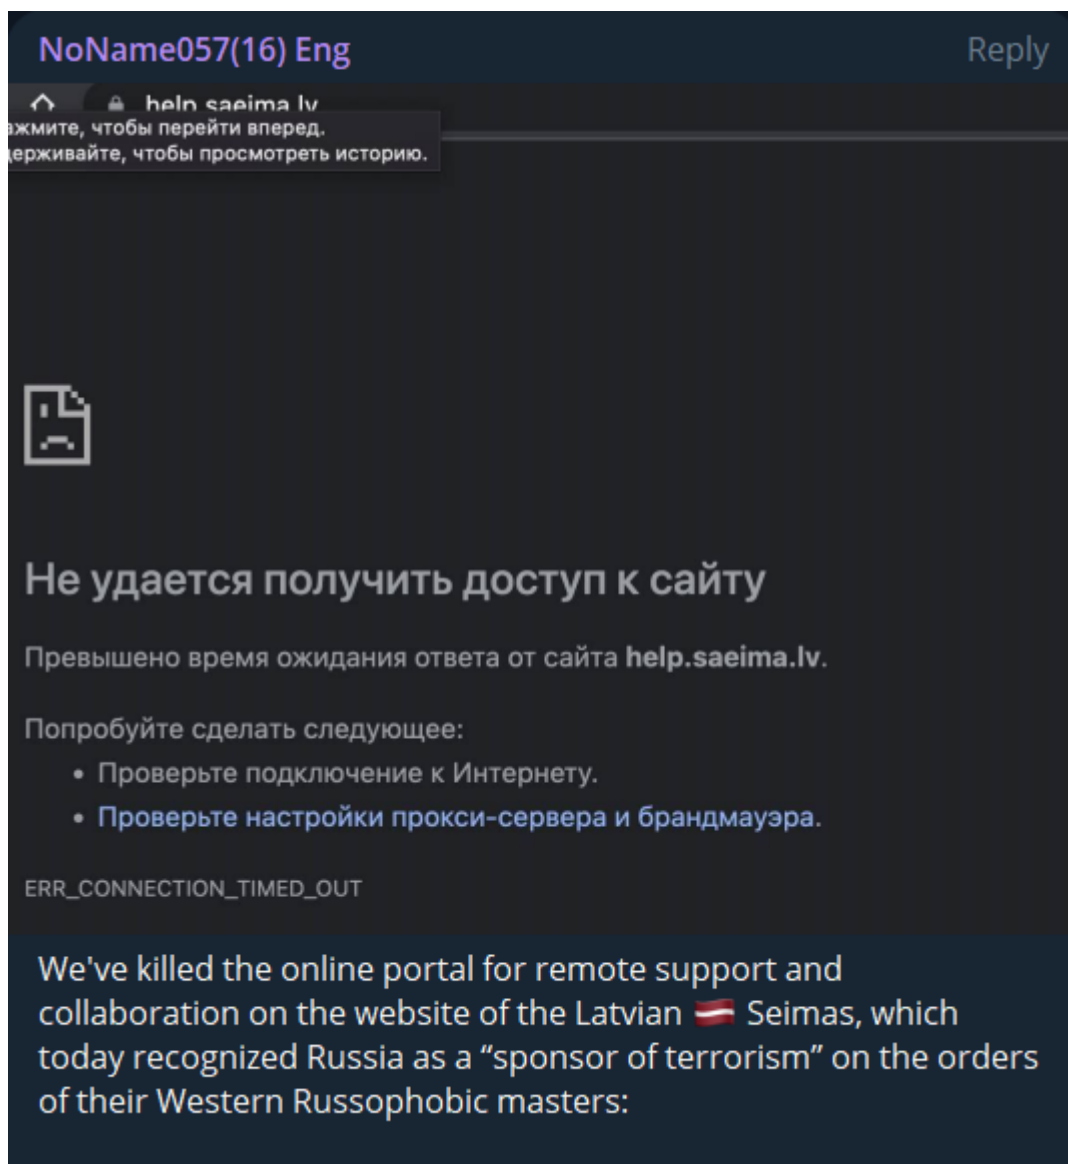 NoName057(16) Eng
Reply
help.saeima.lv
ажмите, чтобы перейти вперед.
держивайте, чтобы просмотреть историю.
Не удается получить доступ к сайту
Превышено время ожидания ответа от сайта help.saeima.lv.
Попробуйте сделать следующее:
• Проверьте подключение к Интернету.
• Проверьте настройки прокси-сервера и брандмауэра.
ERR_CONNECTION_TIMED_OUT
We've killed the online portal for remote support and
collaboration on the website of the Latvian 🇱🇻 Seimas, which
today recognized Russia as a “sponsor of terrorism” on the orders
of their Western Russophobic masters: